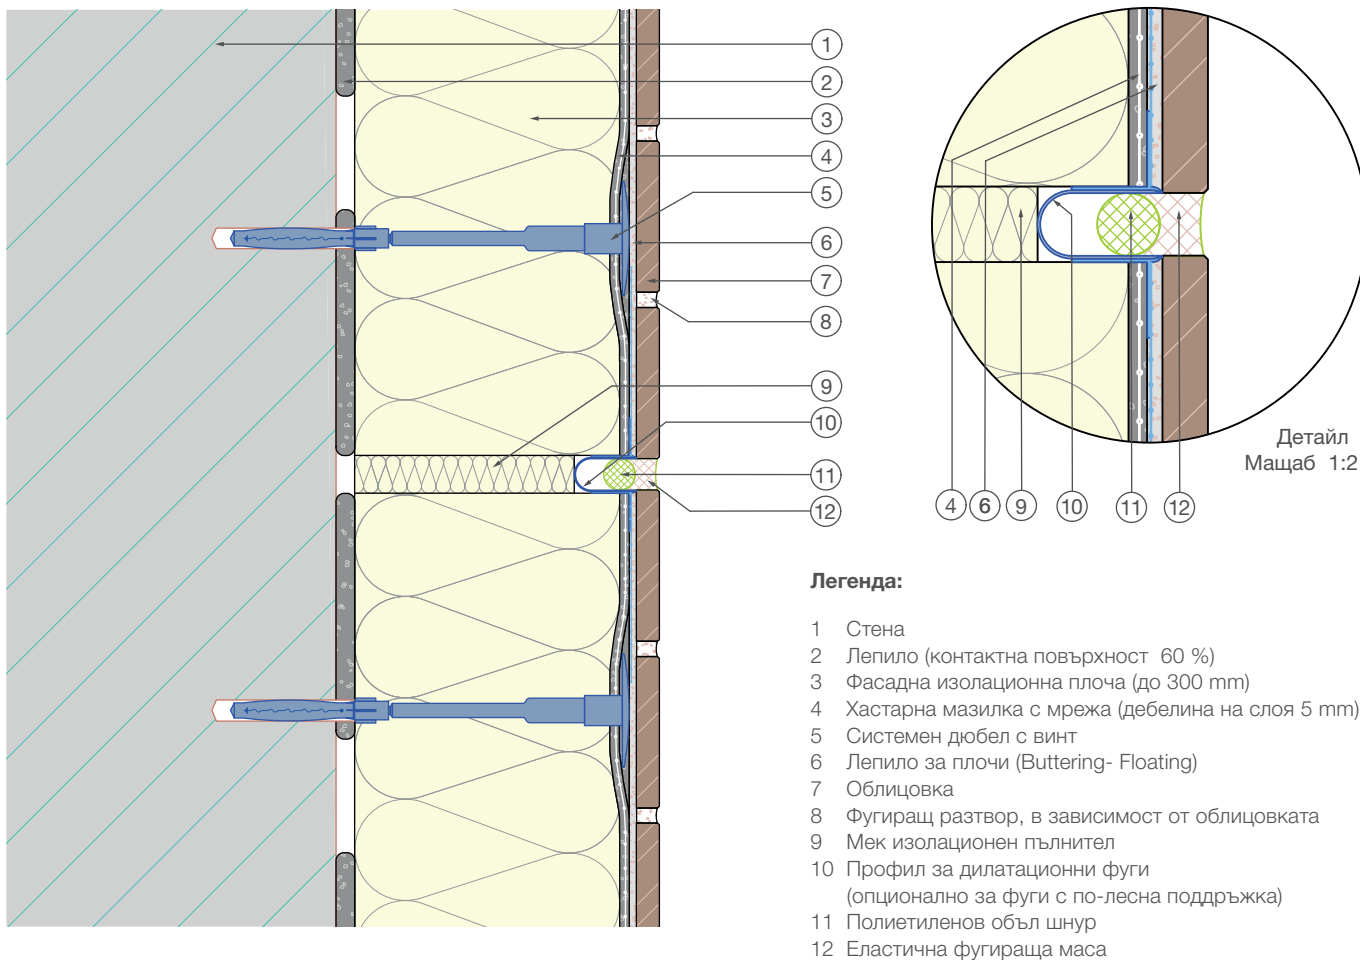 1
2
3
4
5
6
7
8
9
10
11
12
Детайл
Мащаб 1:2
4 6 9 10 11 12
Легенда:
1 Стена
2 Лепило (контактна повърхност 60 %)
3 Фасадна изолационна плоча (до 300 mm)
4 Хастарна мазилка с мрежа (дебелина на слоя 5 mm)
5 Системен дюбел с винт
6 Лепило за плочи (Buttering- Floating)
7 Облицовка
8 Фугиращ разтвор, в зависимост от облицовката
9 Мек изолационен пълнител
10 Профил за дилатационни фуги
(опционално за фуги с по-лесна поддръжка)
11 Полиетиленов объл шнур
12 Еластична фугираща маса